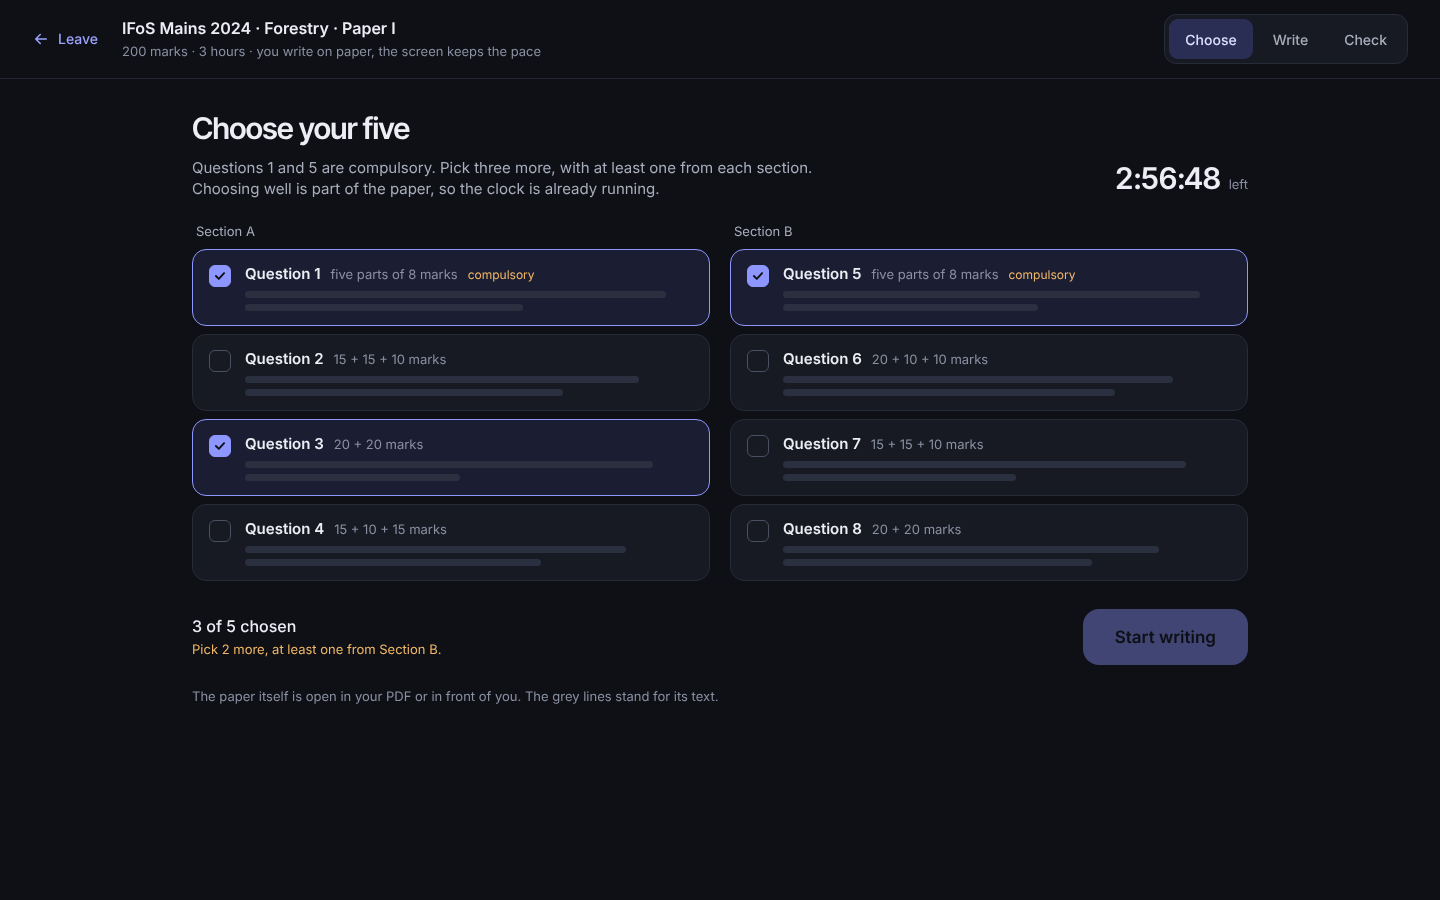 Leave
IFoS Mains 2024 · Forestry · Paper I
200 marks · 3 hours · you write on paper, the screen keeps the pace
Choose
Write
Check
Choose your five
Questions 1 and 5 are compulsory. Pick three more, with at least one from each section.
Choosing well is part of the paper, so the clock is already running.
2:56:48 left
Section A
Question 1 five parts of 8 marks compulsory
Question 2 15 + 15 + 10 marks
Question 3 20 + 20 marks
Question 4 15 + 10 + 15 marks
Section B
Question 5 five parts of 8 marks compulsory
Question 6 20 + 10 + 10 marks
Question 7 15 + 15 + 10 marks
Question 8 20 + 20 marks
3 of 5 chosen
Pick 2 more, at least one from Section B.
Start writing
The paper itself is open in your PDF or in front of you. The grey lines stand for its text.